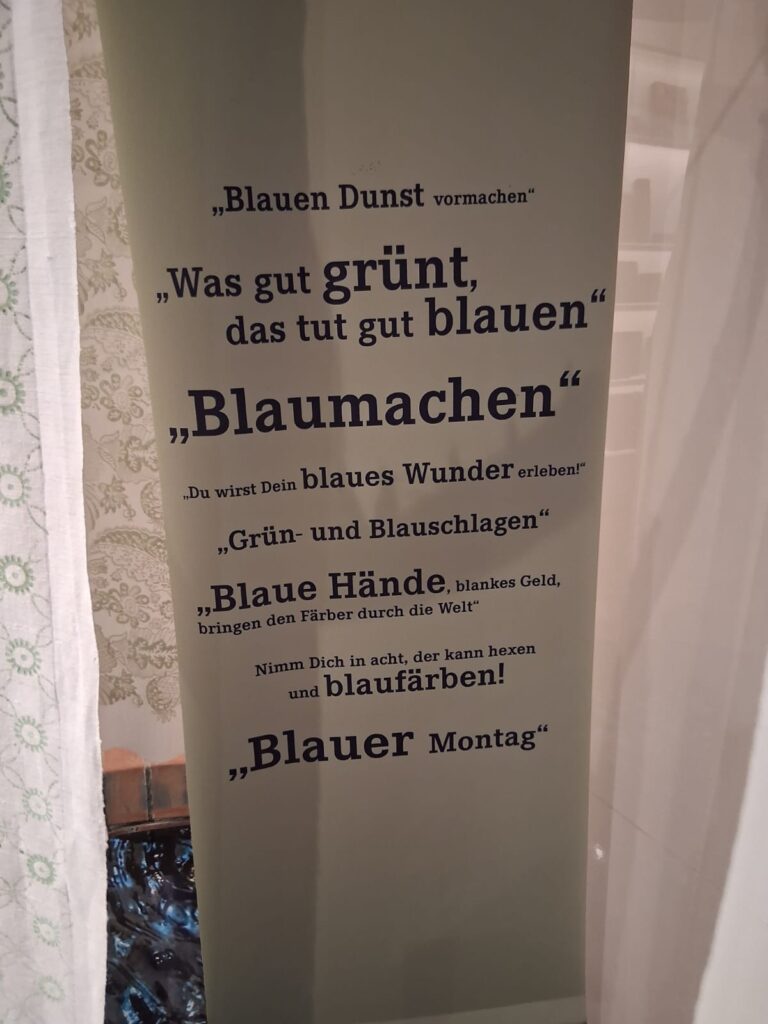 „Blauen Dunst vormachen“
„Was gut grünt,
das tut gut blauen“
„Blaumachen“
„Du wirst Dein blaues Wunder erleben!“
„Grün- und Blauschlagen“
„Blaue Hände, blankes Geld,
bringen den Färber durch die Welt“
Nimm Dich in acht, der kann hexen
und blaufärben!
„Blauer Montag“